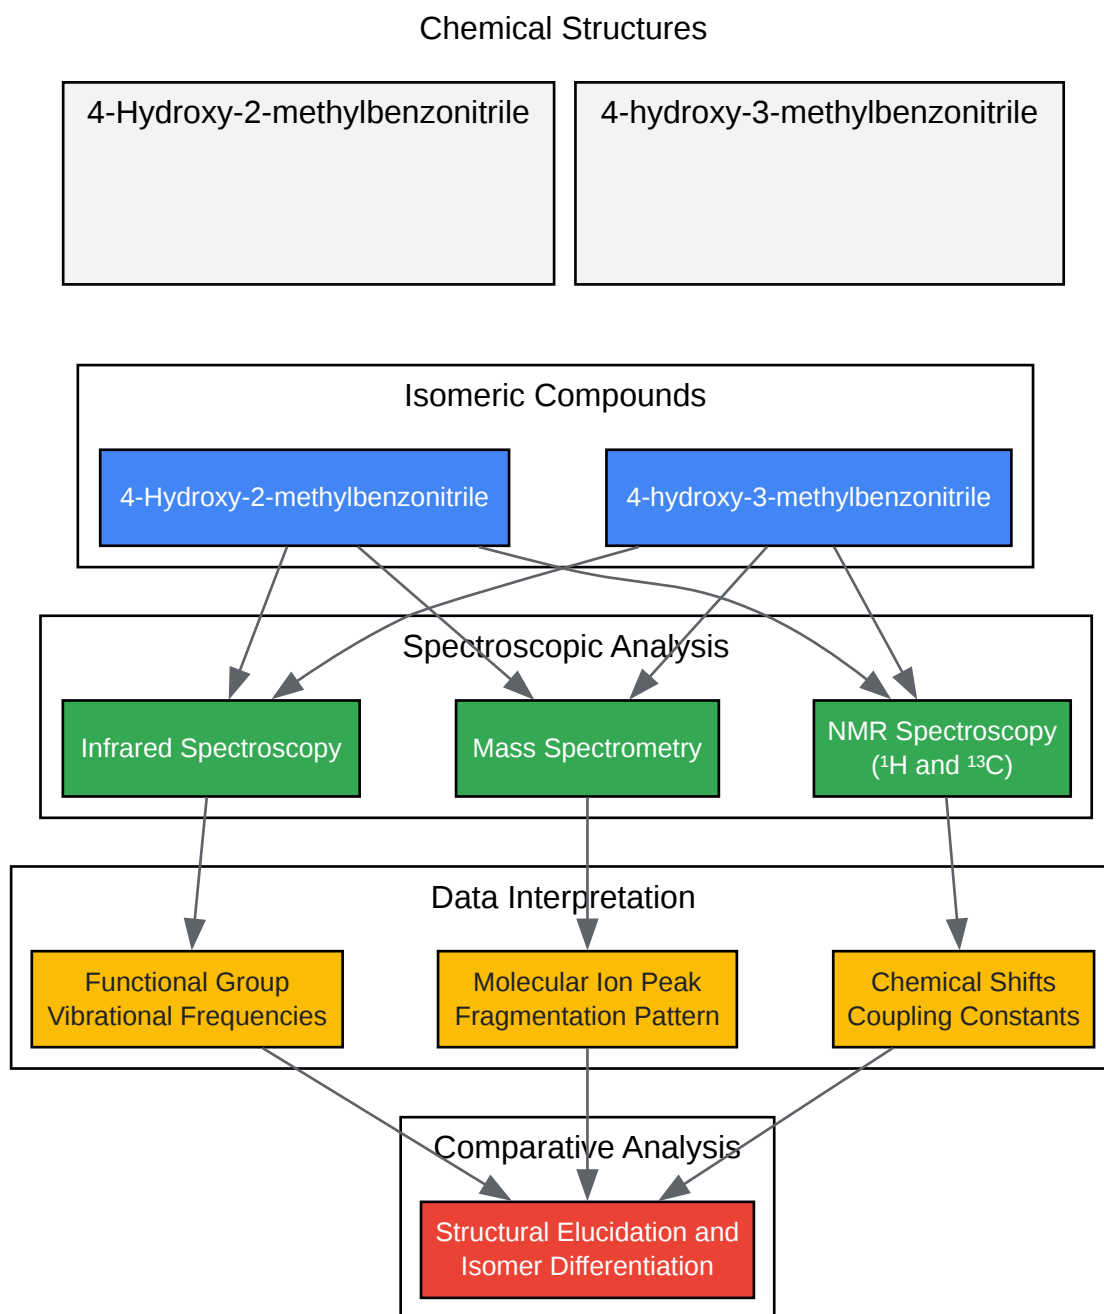 Chemical Structures
4-Hydroxy-2-methylbenzonitrile
4-hydroxy-3-methylbenzonitrile
Isomeric Compounds
4-Hydroxy-2-methylbenzonitrile
4-hydroxy-3-methylbenzonitrile
Spectroscopic Analysis
Infrared Spectroscopy
Mass Spectrometry
NMR Spectroscopy
(¹H and ¹³C)
Data Interpretation
Functional Group
Vibrational Frequencies
Molecular Ion Peak
Fragmentation Pattern
Chemical Shifts
Coupling Constants
Comparative Analysis
Structural Elucidation and
Isomer Differentiation